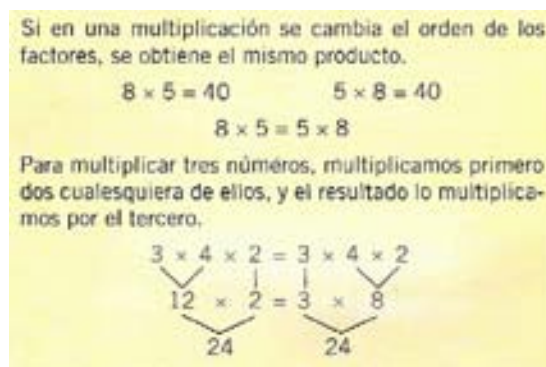 Si en una multiplicación se cambia el orden de los
factores, se obtiene el mismo producto.
8 × 5 = 40 5 × 8 = 40
8 × 5 = 5 × 8
Para multiplicar tres números, multiplicamos primero
dos cualesquiera de ellos, y el resultado lo multiplica-
mos por el tercero.
3 × 4 × 2 = 3 × 4 × 2
12 × 2 = 3 × 8
24 24